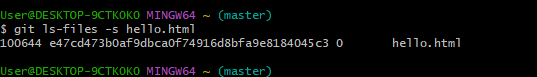 User@DESKTOP-9CTKOKO MINGW64 ~ (master)
$ git ls-files -s hello.html
100644 e47cd473b0af9dbca0f74916d8bfa9e8184045c3 0 hello.html
User@DESKTOP-9CTKOKO MINGW64 ~ (master)